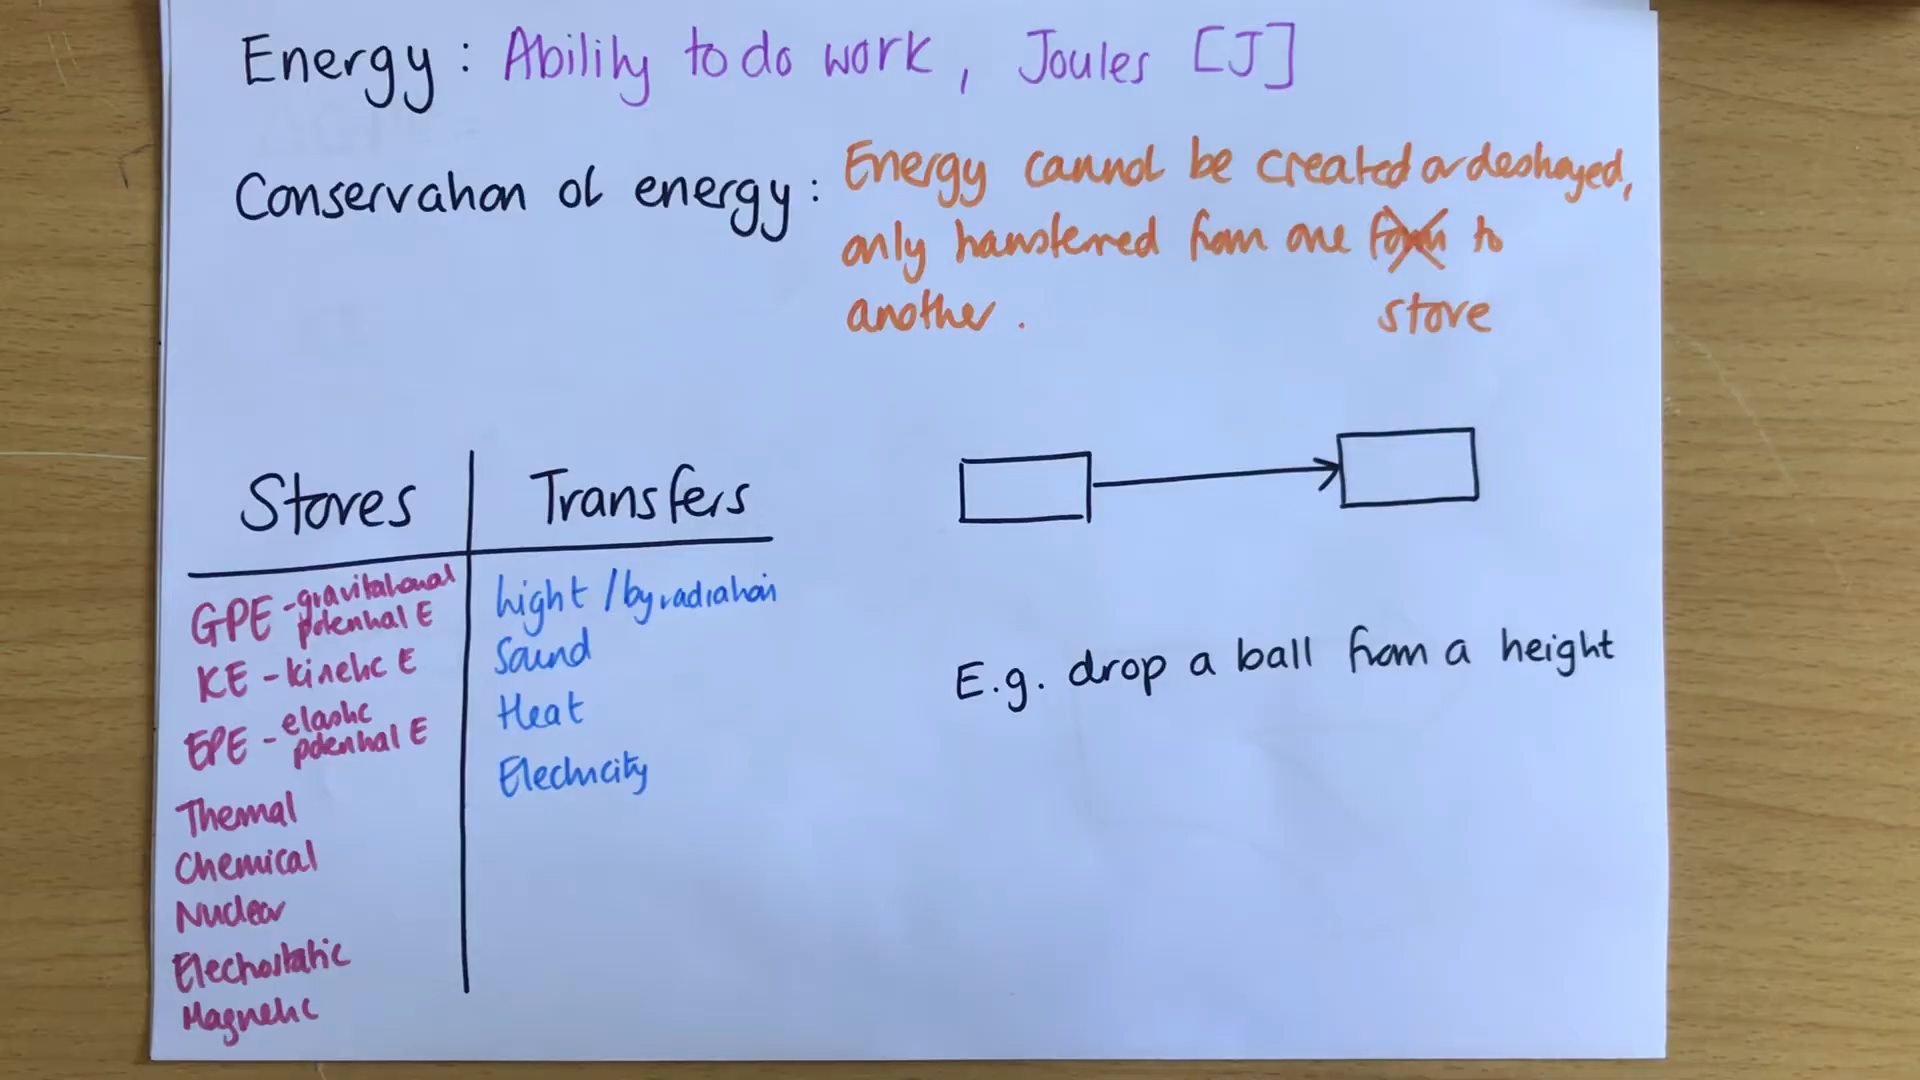 Energy: Ability to do work, Joules [J]
Conservation of energy: Energy cannot be created or destroyed,
only transferred from one form to
another. store
Stores Transfers
GPE - gravitational potential E
KE - kinetic E
EPE - elastic potential E
Thermal
Chemical
Nuclear
Electrostatic
Magnetic
Light / by radiation
Sound
Heat
Electricity
E.g. drop a ball from a height